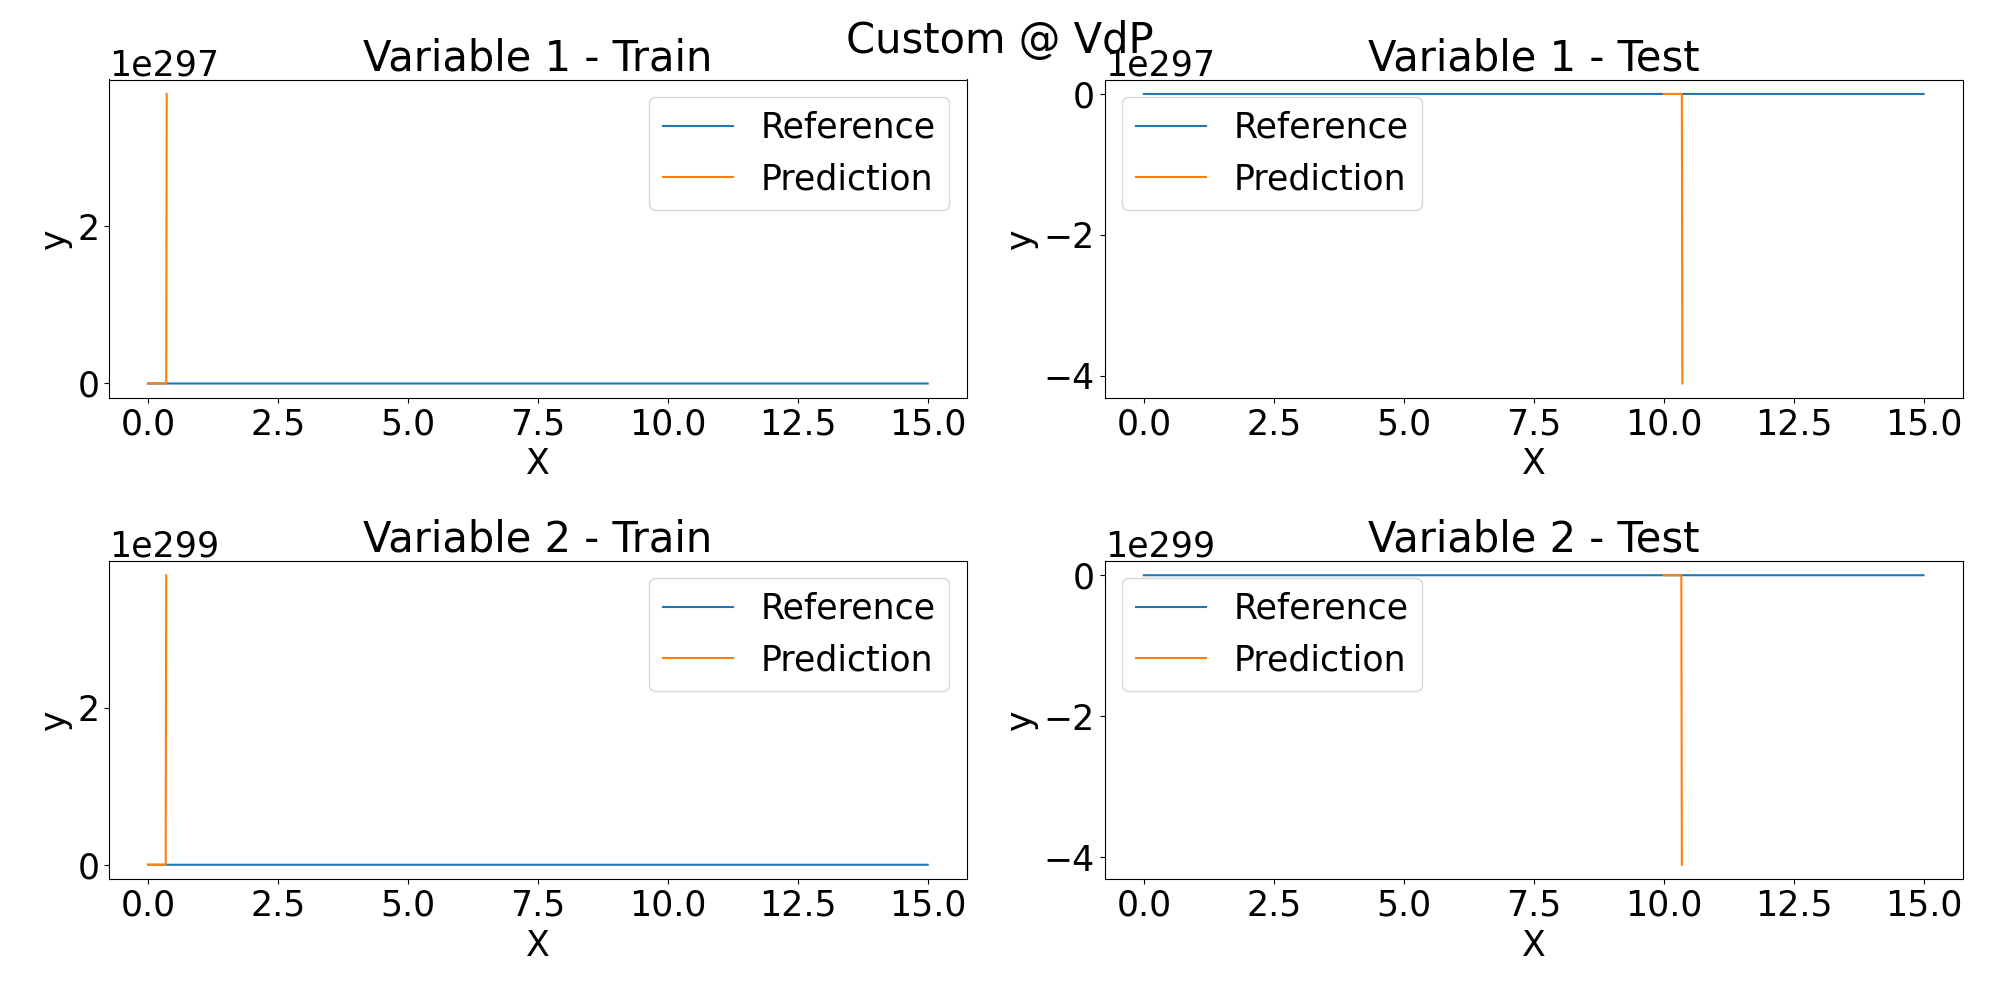 Custom @ VdP
Variable 1 - Train
1e297
2
0
y
Reference
Prediction
0.0 2.5 5.0 7.5 10.0 12.5 15.0
X
Variable 1 - Test
1e297
0
−2
−4
y
Reference
Prediction
0.0 2.5 5.0 7.5 10.0 12.5 15.0
X
Variable 2 - Train
1e299
2
0
y
Reference
Prediction
0.0 2.5 5.0 7.5 10.0 12.5 15.0
X
Variable 2 - Test
1e299
0
−2
−4
y
Reference
Prediction
0.0 2.5 5.0 7.5 10.0 12.5 15.0
X